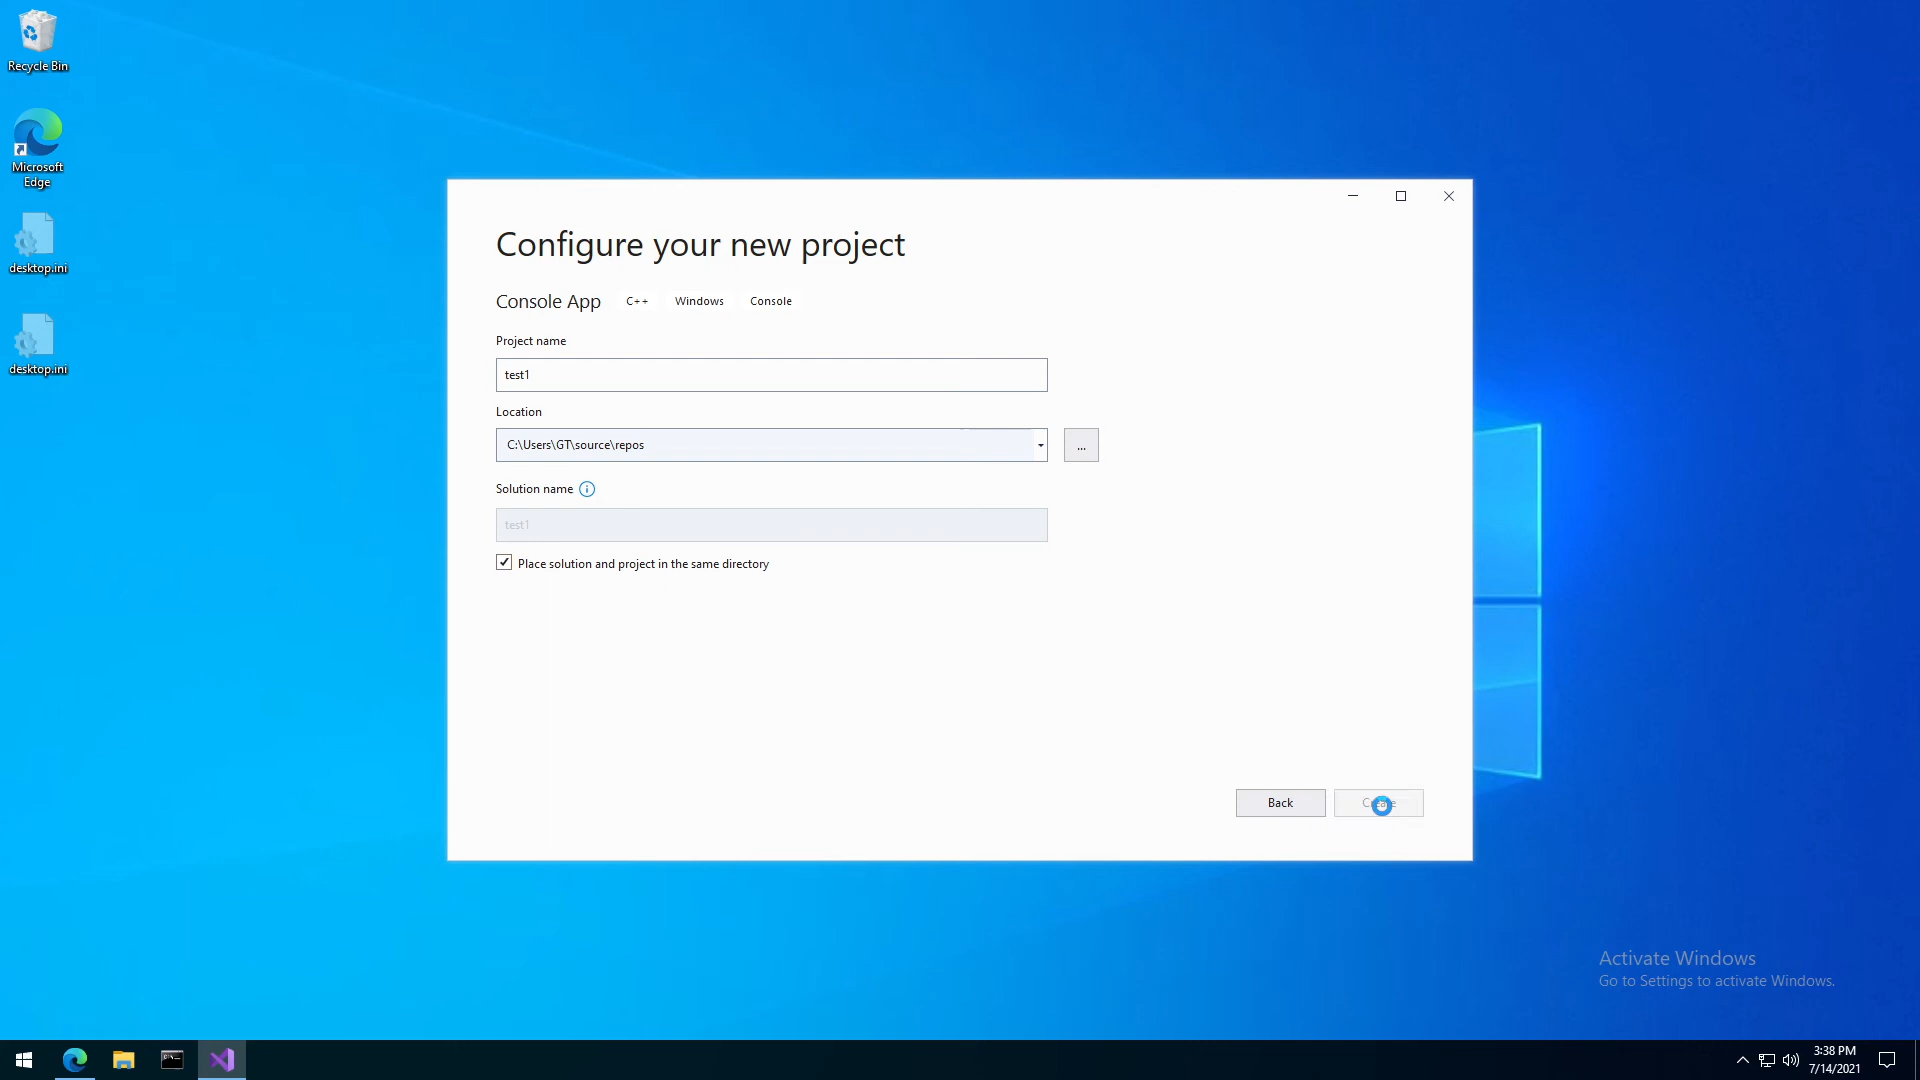 Recycle Bin
Microsoft
Edge
desktop.ini
desktop.ini
Configure your new project
Console App C++ Windows Console
Project name
test1
Location
C:\Users\GT\source\repos
...
Solution name
test1
Place solution and project in the same directory
Back
Create
Activate Windows
Go to Settings to activate Windows.
3:38 PM
7/14/2021